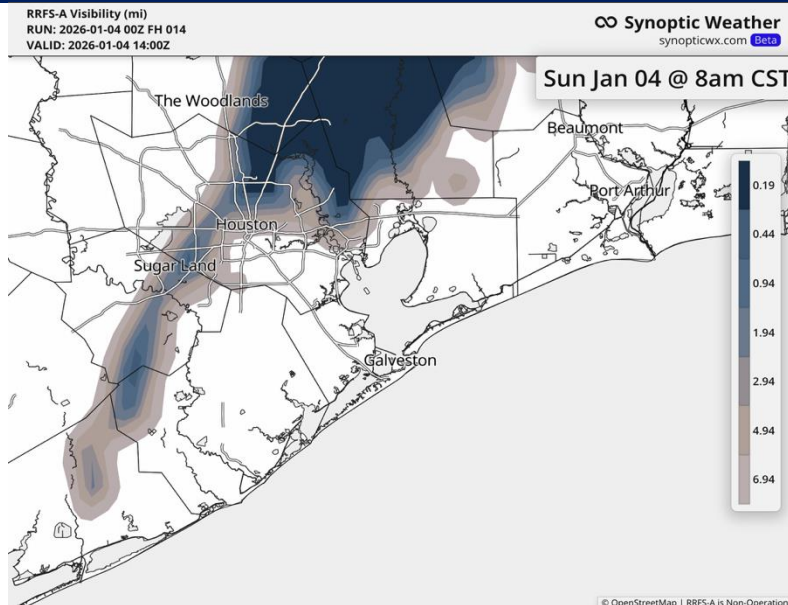 RRFS-A Visibility (mi)
RUN: 2026-01-04 00Z FH 014
VALID: 2026-01-04 14:00Z
Synoptic Weather
synopticwx.com Beta
Sun Jan 04 @ 8am CST
The Woodlands
Beaumont
Port Arthur
Houston
Sugar Land
Galveston
0.19
0.44
0.94
1.94
2.94
4.94
6.94
© OpenStreetMap | RRFS-A is Non-Operation